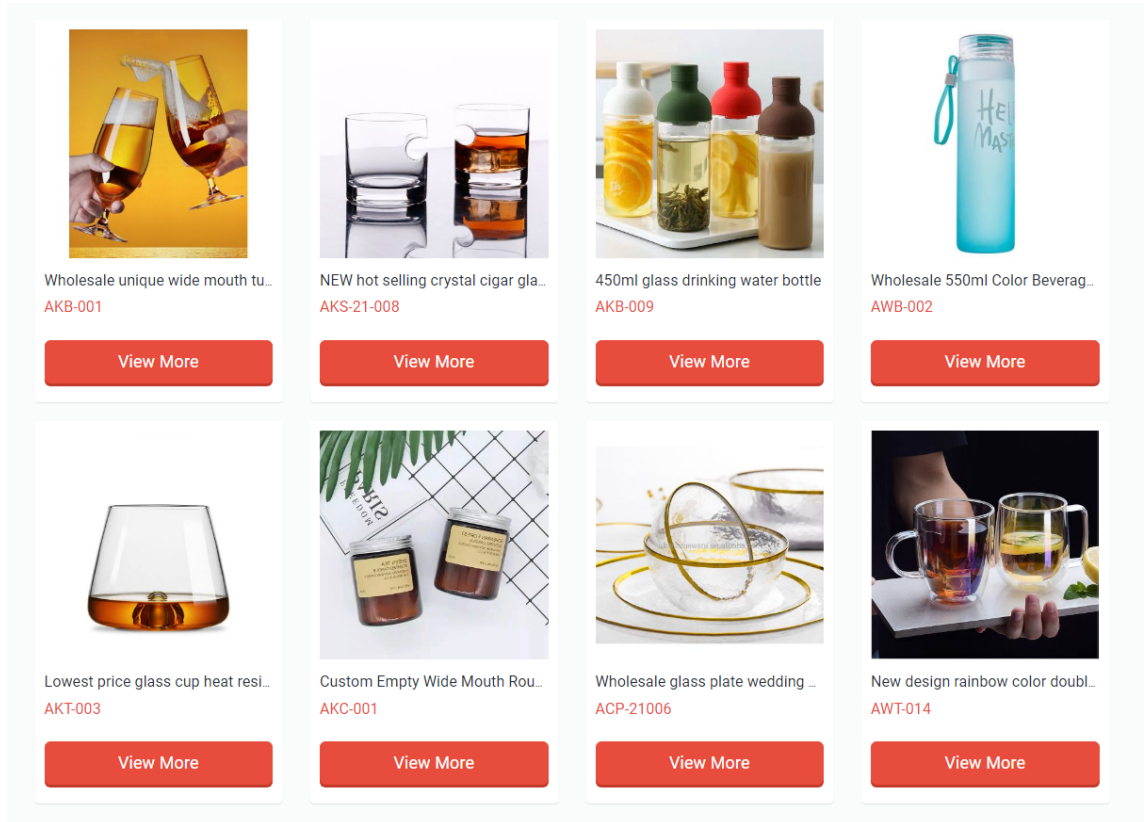 HEL
MAST
Wholesale unique wide mouth tu...
NEW hot selling crystal cigar gla...
450ml glass drinking water bottle
Wholesale 550ml Color Beverag...
AKB-001
AKS-21-008
AKB-009
AWB-002
View More
View More
View More
View More
PARIS
Lowest price glass cup heat resi...
Custom Empty Wide Mouth Rou...
Wholesale glass plate wedding ...
New design rainbow color doubl...
AKT-003
AKC-001
ACP-21006
AWT-014
View More
View More
View More
View More